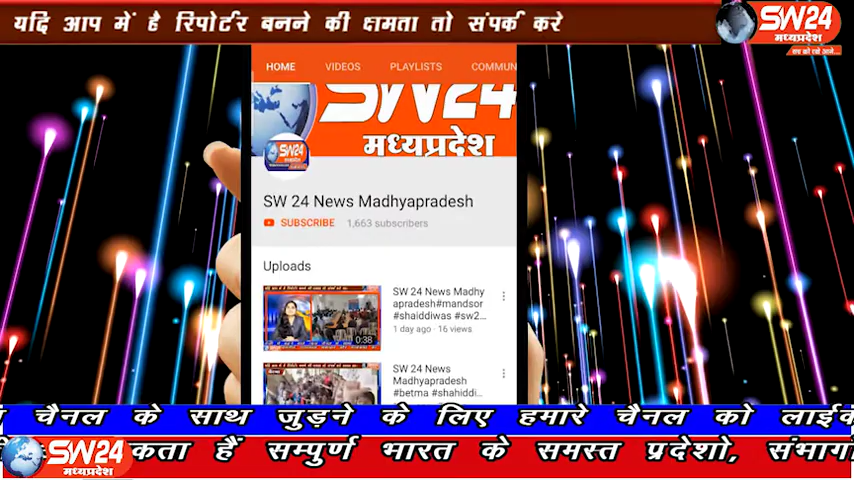 यदि आप में है रिपोर्टर बनने की क्षमता तो संपर्क करे
SW24
मध्यप्रदेश
HOME VIDEOS PLAYLISTS COMMUN
SW24
मध्यप्रदेश
SW24
SW 24 News Madhyapradesh
SUBSCRIBE 1,663 subscribers
Uploads
SW 24 News Madhy
apradesh#mandsor
#shaiddiwas #sw2...
1 day ago · 16 views
0:38
SW 24 News
Madhyapradesh
#betma #shahiddi...
चैनल के साथ जुड़ने के लिए हमारे चैनल को लाईक
कता हैं सम्पुर्ण भारत के समस्त प्रदेशो, संभागो
SW24
मध्यप्रदेश